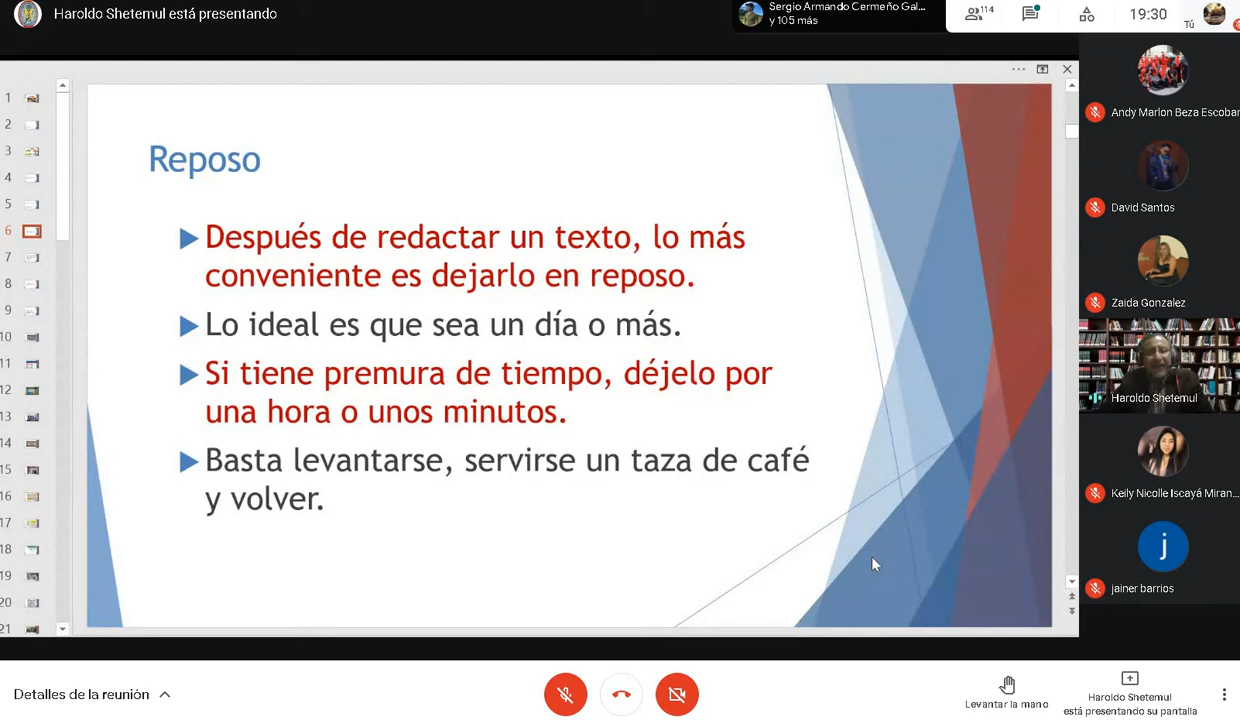 Haroldo Shetemul está presentando
Sergio Armando Cermeño Gal...
y 105 más
114
19:30
Tú
1
2
3
4
5
6
7
8
9
10
11
12
13
14
15
16
17
18
19
20
21
Reposo
Después de redactar un texto, lo más
conveniente es dejarlo en reposo.
Lo ideal es que sea un día o más.
Si tiene premura de tiempo, déjelo por
una hora o unos minutos.
Basta levantarse, servirse un taza de café
y volver.
Andy Marlon Beza Escobar
David Santos
Zaida Gonzalez
Haroldo Shetemul
Keily Nicolle Iscayá Miran...
j
jainer barrios
Detalles de la reunión
Levantar la mano
Haroldo Shetemul
está presentando su pantalla